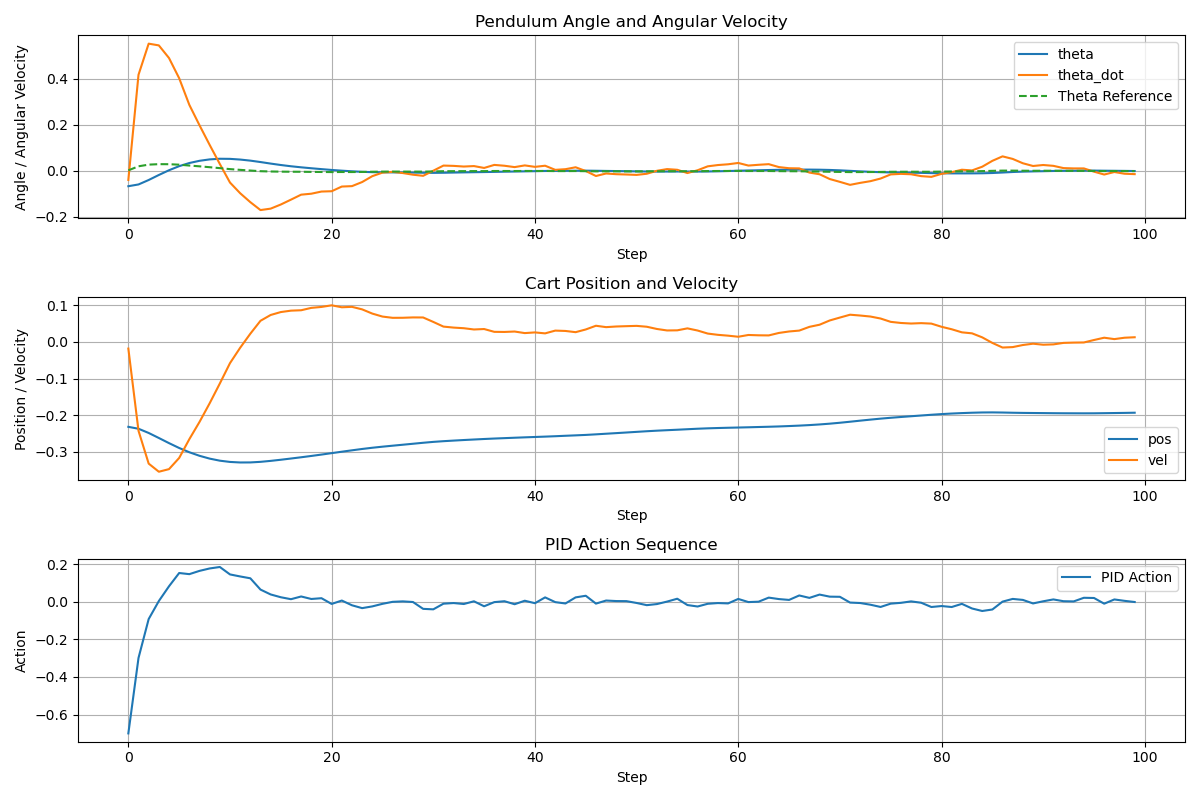 Pendulum Angle and Angular Velocity
Angle / Angular Velocity
0.4
0.2
0.0
−0.2
theta
theta_dot
Theta Reference
0 20 40 60 80 100
Step
Cart Position and Velocity
Position / Velocity
0.1
0.0
−0.1
−0.2
−0.3
pos
vel
0 20 40 60 80 100
Step
PID Action Sequence
Action
0.2
0.0
−0.2
−0.4
−0.6
PID Action
0 20 40 60 80 100
Step